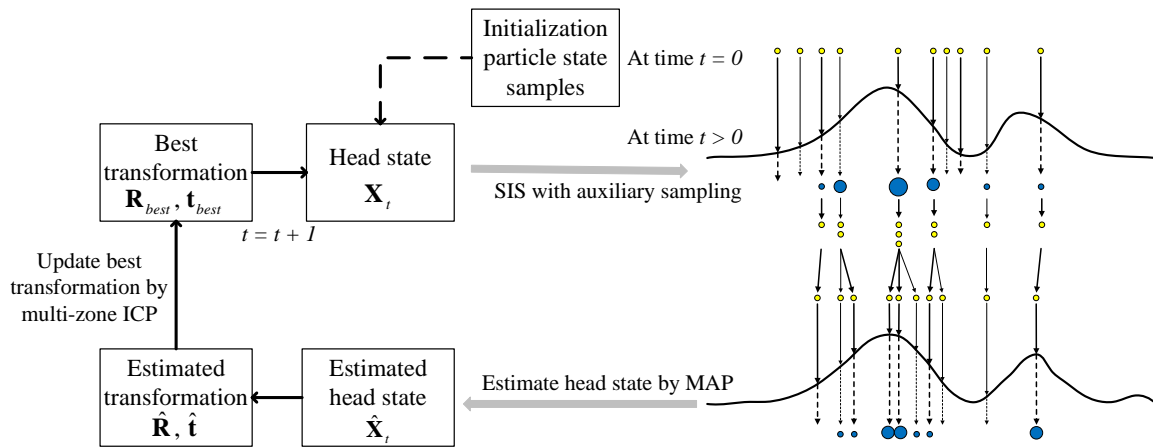 Initialization
particle state
samples
At time t = 0
At time t > 0
Best
transformation
R_best , t_best
Head state
X_t
SIS with auxiliary sampling
t = t + 1
Update best
transformation by
multi-zone ICP
Estimated
transformation
R̂ , t̂
Estimated
head state
X̂_t
Estimate head state by MAP